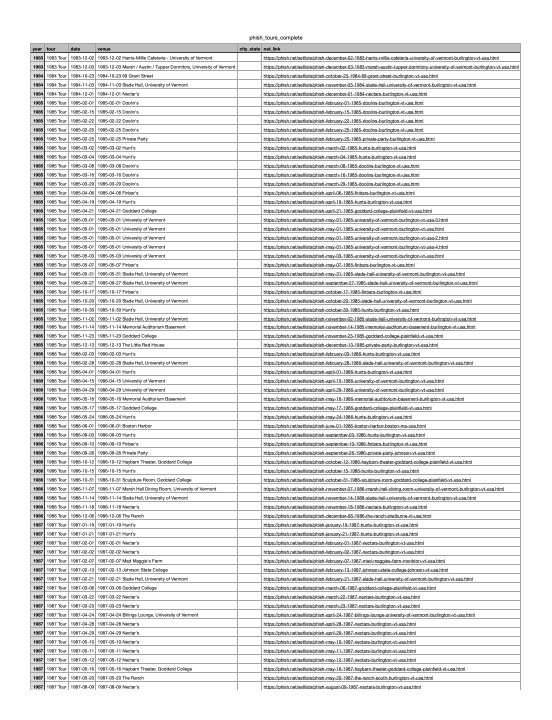 phish_tours_complete
year tour date venue city_state net_link
1983 1983 Tour 1983-12-02 1983-12-02 Harris-Millis Cafeteria - University of Vermont https://phish.net/setlists/phish-december-02-1983-harris-millis-cafeteria-university-of-vermont-burlington-vt-usa.html
1983 1983 Tour 1983-12-03 1983-12-03 Marsh / Austin / Tupper Dormitory, University of Vermont https://phish.net/setlists/phish-december-03-1983-marsh-austin-tupper-dormitory-university-of-vermont-burlington-vt-usa.html
1984 1984 Tour 1984-10-23 1984-10-23 69 Grant Street https://phish.net/setlists/phish-october-23-1984-69-grant-street-burlington-vt-usa.html
1984 1984 Tour 1984-11-03 1984-11-03 Slade Hall, University of Vermont https://phish.net/setlists/phish-november-03-1984-slade-hall-university-of-vermont-burlington-vt-usa.html
1984 1984 Tour 1984-12-01 1984-12-01 Nectar's https://phish.net/setlists/phish-december-01-1984-nectars-burlington-vt-usa.html
1985 1985 Tour 1985-02-01 1985-02-01 Doolin's https://phish.net/setlists/phish-february-01-1985-doolins-burlington-vt-usa.html
1985 1985 Tour 1985-02-15 1985-02-15 Doolin's https://phish.net/setlists/phish-february-15-1985-doolins-burlington-vt-usa.html
1985 1985 Tour 1985-02-22 1985-02-22 Doolin's https://phish.net/setlists/phish-february-22-1985-doolins-burlington-vt-usa.html
1985 1985 Tour 1985-02-25 1985-02-25 Doolin's https://phish.net/setlists/phish-february-25-1985-doolins-burlington-vt-usa.html
1985 1985 Tour 1985-02-25 1985-02-25 Private Party https://phish.net/setlists/phish-february-25-1985-private-party-burlington-vt-usa.html
1985 1985 Tour 1985-03-02 1985-03-02 Hunt's https://phish.net/setlists/phish-march-02-1985-hunts-burlington-vt-usa.html
1985 1985 Tour 1985-03-04 1985-03-04 Hunt's https://phish.net/setlists/phish-march-04-1985-hunts-burlington-vt-usa.html
1985 1985 Tour 1985-03-08 1985-03-08 Doolin's https://phish.net/setlists/phish-march-08-1985-doolins-burlington-vt-usa.html
1985 1985 Tour 1985-03-16 1985-03-16 Doolin's https://phish.net/setlists/phish-march-16-1985-doolins-burlington-vt-usa.html
1985 1985 Tour 1985-03-29 1985-03-29 Doolin's https://phish.net/setlists/phish-march-29-1985-doolins-burlington-vt-usa.html
1985 1985 Tour 1985-04-06 1985-04-06 Finbar's https://phish.net/setlists/phish-april-06-1985-finbars-burlington-vt-usa.html
1985 1985 Tour 1985-04-19 1985-04-19 Hunt's https://phish.net/setlists/phish-april-19-1985-hunts-burlington-vt-usa.html
1985 1985 Tour 1985-04-21 1985-04-21 Goddard College https://phish.net/setlists/phish-april-21-1985-goddard-college-plainfield-vt-usa.html
1985 1985 Tour 1985-05-01 1985-05-01 University of Vermont https://phish.net/setlists/phish-may-01-1985-university-of-vermont-burlington-vt-usa-3.html
1985 1985 Tour 1985-05-01 1985-05-01 University of Vermont https://phish.net/setlists/phish-may-01-1985-university-of-vermont-burlington-vt-usa.html
1985 1985 Tour 1985-05-01 1985-05-01 University of Vermont https://phish.net/setlists/phish-may-01-1985-university-of-vermont-burlington-vt-usa-2.html
1985 1985 Tour 1985-05-01 1985-05-01 University of Vermont https://phish.net/setlists/phish-may-01-1985-university-of-vermont-burlington-vt-usa-4.html
1985 1985 Tour 1985-05-03 1985-05-03 University of Vermont https://phish.net/setlists/phish-may-03-1985-university-of-vermont-burlington-vt-usa.html
1985 1985 Tour 1985-05-07 1985-05-07 Finbar's https://phish.net/setlists/phish-may-07-1985-finbars-burlington-vt-usa.html
1985 1985 Tour 1985-05-31 1985-05-31 Slade Hall, University of Vermont https://phish.net/setlists/phish-may-31-1985-slade-hall-university-of-vermont-burlington-vt-usa.html
1985 1985 Tour 1985-09-27 1985-09-27 Slade Hall, University of Vermont https://phish.net/setlists/phish-september-27-1985-slade-hall-university-of-vermont-burlington-vt-usa.html
1985 1985 Tour 1985-10-17 1985-10-17 Finbar's https://phish.net/setlists/phish-october-17-1985-finbars-burlington-vt-usa.html
1985 1985 Tour 1985-10-20 1985-10-20 Slade Hall, University of Vermont https://phish.net/setlists/phish-october-20-1985-slade-hall-university-of-vermont-burlington-vt-usa.html
1985 1985 Tour 1985-10-30 1985-10-30 Hunt's https://phish.net/setlists/phish-october-30-1985-hunts-burlington-vt-usa.html
1985 1985 Tour 1985-11-02 1985-11-02 Slade Hall, University of Vermont https://phish.net/setlists/phish-november-02-1985-slade-hall-university-of-vermont-burlington-vt-usa.html
1985 1985 Tour 1985-11-14 1985-11-14 Memorial Auditorium Basement https://phish.net/setlists/phish-november-14-1985-memorial-auditorium-basement-burlington-vt-usa.html
1985 1985 Tour 1985-11-23 1985-11-23 Goddard College https://phish.net/setlists/phish-november-23-1985-goddard-college-plainfield-vt-usa.html
1985 1985 Tour 1985-12-13 1985-12-13 The Little Red House https://phish.net/setlists/phish-december-13-1985-private-party-burlington-vt-usa.html
1986 1986 Tour 1986-02-03 1986-02-03 Hunt's https://phish.net/setlists/phish-february-03-1986-hunts-burlington-vt-usa.html
1986 1986 Tour 1986-02-28 1986-02-28 Slade Hall, University of Vermont https://phish.net/setlists/phish-february-28-1986-slade-hall-university-of-vermont-burlington-vt-usa.html
1986 1986 Tour 1986-04-01 1986-04-01 Hunt's https://phish.net/setlists/phish-april-01-1986-hunts-burlington-vt-usa.html
1986 1986 Tour 1986-04-15 1986-04-15 University of Vermont https://phish.net/setlists/phish-april-15-1986-university-of-vermont-burlington-vt-usa.html
1986 1986 Tour 1986-04-29 1986-04-29 University of Vermont https://phish.net/setlists/phish-april-29-1986-university-of-vermont-burlington-vt-usa.html
1986 1986 Tour 1986-05-16 1986-05-16 Memorial Auditorium Basement https://phish.net/setlists/phish-may-16-1986-memorial-auditorium-basement-burlington-vt-usa.html
1986 1986 Tour 1986-05-17 1986-05-17 Goddard College https://phish.net/setlists/phish-may-17-1986-goddard-college-plainfield-vt-usa.html
1986 1986 Tour 1986-05-24 1986-05-24 Hunt's https://phish.net/setlists/phish-may-24-1986-hunts-burlington-vt-usa.html
1986 1986 Tour 1986-06-01 1986-06-01 Boston Harbor https://phish.net/setlists/phish-june-01-1986-boston-harbor-boston-ma-usa.html
1986 1986 Tour 1986-09-03 1986-09-03 Hunt's https://phish.net/setlists/phish-september-03-1986-hunts-burlington-vt-usa.html
1986 1986 Tour 1986-09-10 1986-09-10 Finbar's https://phish.net/setlists/phish-september-10-1986-finbars-burlington-vt-usa.html
1986 1986 Tour 1986-09-26 1986-09-26 Private Party https://phish.net/setlists/phish-september-26-1986-private-party-johnson-vt-usa.html
1986 1986 Tour 1986-10-12 1986-10-12 Haybarn Theater, Goddard College https://phish.net/setlists/phish-october-12-1986-haybarn-theater-goddard-college-plainfield-vt-usa.html
1986 1986 Tour 1986-10-15 1986-10-15 Hunt's https://phish.net/setlists/phish-october-15-1986-hunts-burlington-vt-usa.html
1986 1986 Tour 1986-10-31 1986-10-31 Sculpture Room, Goddard College https://phish.net/setlists/phish-october-31-1986-sculpture-room-goddard-college-plainfield-vt-usa.html
1986 1986 Tour 1986-11-07 1986-11-07 Marsh Hall Dining Room, University of Vermont https://phish.net/setlists/phish-november-07-1986-marsh-hall-dining-room-university-of-vermont-burlington-vt-usa.html
1986 1986 Tour 1986-11-14 1986-11-14 Slade Hall, University of Vermont https://phish.net/setlists/phish-november-14-1986-slade-hall-university-of-vermont-burlington-vt-usa.html
1986 1986 Tour 1986-11-18 1986-11-18 Nectar's https://phish.net/setlists/phish-november-18-1986-nectars-burlington-vt-usa.html
1986 1986 Tour 1986-12-06 1986-12-06 The Ranch https://phish.net/setlists/phish-december-06-1986-the-ranch-shelburne-vt-usa.html
1987 1987 Tour 1987-01-19 1987-01-19 Hunt's https://phish.net/setlists/phish-january-19-1987-hunts-burlington-vt-usa.html
1987 1987 Tour 1987-01-21 1987-01-21 Hunt's https://phish.net/setlists/phish-january-21-1987-hunts-burlington-vt-usa.html
1987 1987 Tour 1987-02-01 1987-02-01 Nectar's https://phish.net/setlists/phish-february-01-1987-nectars-burlington-vt-usa.html
1987 1987 Tour 1987-02-02 1987-02-02 Nectar's https://phish.net/setlists/phish-february-02-1987-nectars-burlington-vt-usa.html
1987 1987 Tour 1987-02-07 1987-02-07 Mad Maggie's Farm https://phish.net/setlists/phish-february-07-1987-mad-maggies-farm-monkton-vt-usa.html
1987 1987 Tour 1987-02-13 1987-02-13 Johnson State College https://phish.net/setlists/phish-february-13-1987-johnson-state-college-johnson-vt-usa.html
1987 1987 Tour 1987-02-21 1987-02-21 Slade Hall, University of Vermont https://phish.net/setlists/phish-february-21-1987-slade-hall-university-of-vermont-burlington-vt-usa.html
1987 1987 Tour 1987-03-06 1987-03-06 Goddard College https://phish.net/setlists/phish-march-06-1987-goddard-college-plainfield-vt-usa.html
1987 1987 Tour 1987-03-22 1987-03-22 Nectar's https://phish.net/setlists/phish-march-22-1987-nectars-burlington-vt-usa.html
1987 1987 Tour 1987-03-23 1987-03-23 Nectar's https://phish.net/setlists/phish-march-23-1987-nectars-burlington-vt-usa.html
1987 1987 Tour 1987-04-24 1987-04-24 Billings Lounge, University of Vermont https://phish.net/setlists/phish-april-24-1987-billings-lounge-university-of-vermont-burlington-vt-usa.html
1987 1987 Tour 1987-04-28 1987-04-28 Nectar's https://phish.net/setlists/phish-april-28-1987-nectars-burlington-vt-usa.html
1987 1987 Tour 1987-04-29 1987-04-29 Nectar's https://phish.net/setlists/phish-april-29-1987-nectars-burlington-vt-usa.html
1987 1987 Tour 1987-05-10 1987-05-10 Nectar's https://phish.net/setlists/phish-may-10-1987-nectars-burlington-vt-usa.html
1987 1987 Tour 1987-05-11 1987-05-11 Nectar's https://phish.net/setlists/phish-may-11-1987-nectars-burlington-vt-usa.html
1987 1987 Tour 1987-05-12 1987-05-12 Nectar's https://phish.net/setlists/phish-may-12-1987-nectars-burlington-vt-usa.html
1987 1987 Tour 1987-05-16 1987-05-16 Haybarn Theater, Goddard College https://phish.net/setlists/phish-may-16-1987-haybarn-theater-goddard-college-plainfield-vt-usa.html
1987 1987 Tour 1987-05-20 1987-05-20 The Ranch https://phish.net/setlists/phish-may-20-1987-the-ranch-south-burlington-vt-usa.html
1987 1987 Tour 1987-08-09 1987-08-09 Nectar's https://phish.net/setlists/phish-august-09-1987-nectars-burlington-vt-usa.html